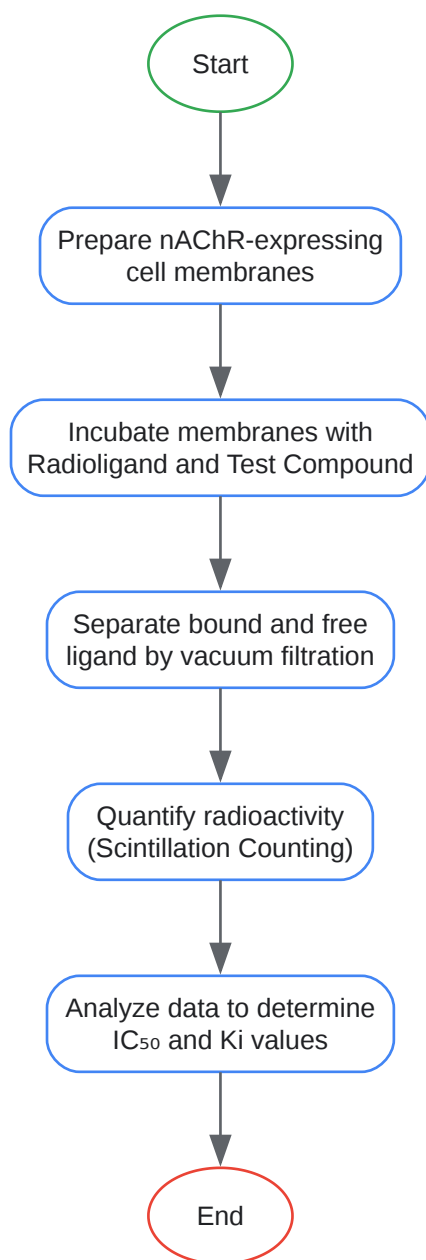 Start
Prepare nAChR-expressing
cell membranes
Incubate membranes with
Radioligand and Test Compound
Separate bound and free
ligand by vacuum filtration
Quantify radioactivity
(Scintillation Counting)
Analyze data to determine
IC₅₀ and Ki values
End